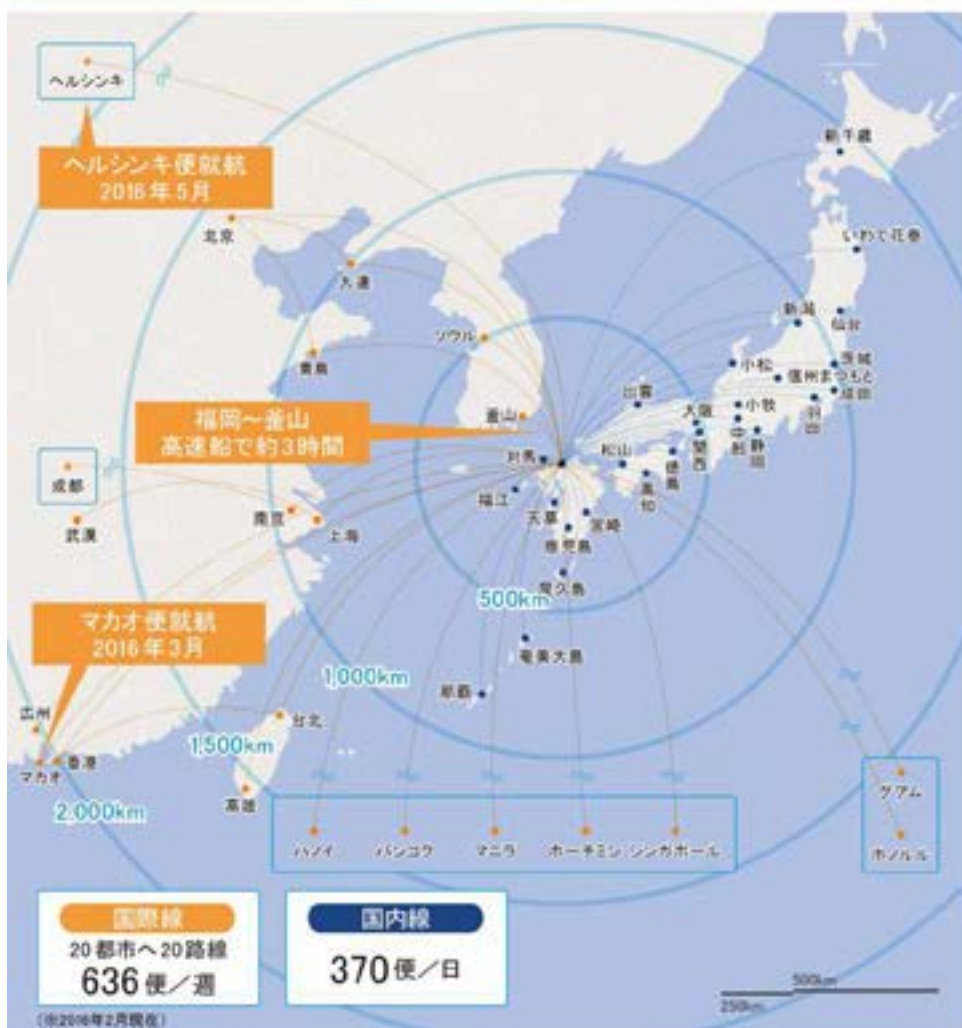 ヘルシンキ
ヘルシンキ便就航
2016年5月
新千歳
北京
いわて花巻
大連
新潟
仙台
ソウル
青島
小松
茨城
信州まつもと
成田
出雲
大阪
小牧
羽田
福岡〜釜山
高速船で約3時間
釜山
関西
中部
静岡
対馬
松山
徳島
高知
成都
福江
武漢
南京
上海
天草
宮崎
鹿児島
屋久島
500km
マカオ便就航
2016年3月
奄美大島
1,000km
那覇
広州
台北
1,500km
マカオ
香港
高雄
2,000km
グアム
ハノイ
バンコク
マニラ
ホーチミン
シンガポール
ホノルル
国際線
20都市へ20路線
636便／週
国内線
370便／日
500km
250km
(※2016年2月現在)